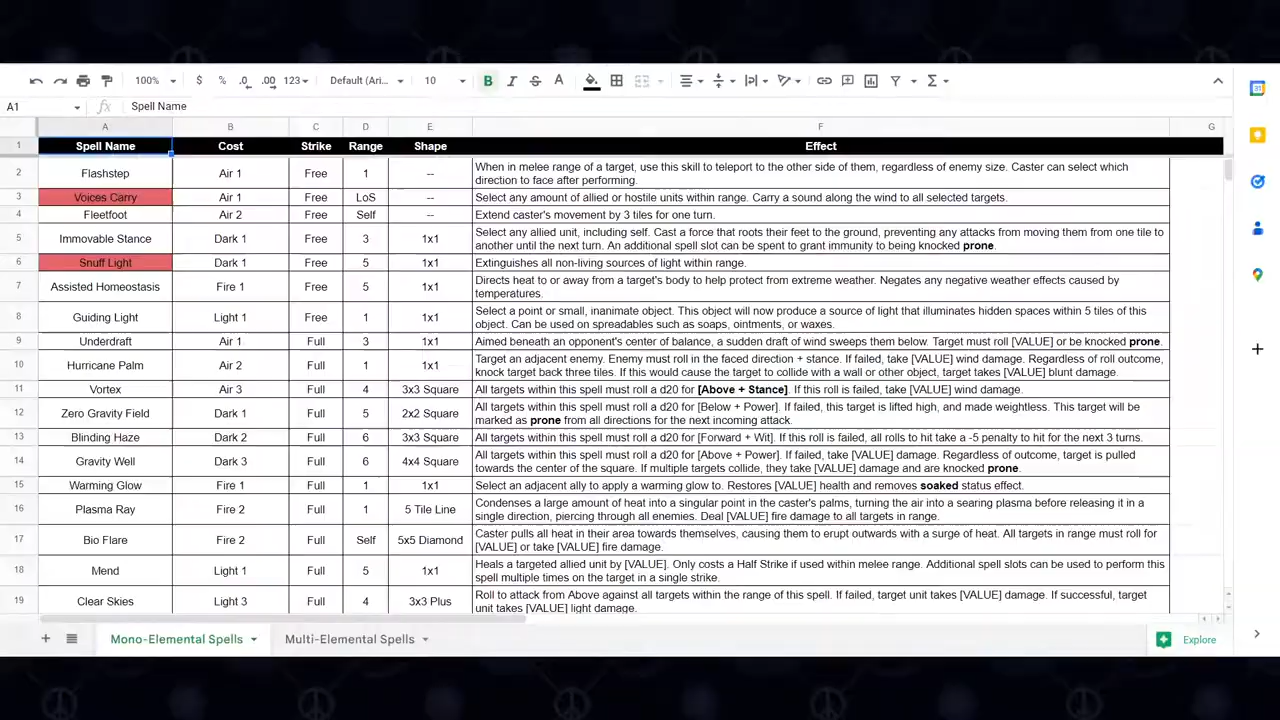 100% $ % .0 .00 123 Default (Ari... 10 B I S A Σ
A1 fx Spell Name
A B C D E F G
1 Spell Name Cost Strike Range Shape Effect
2 Flashstep Air 1 Free 1 -- When in melee range of a target, use this skill to teleport to the other side of them, regardless of enemy size. Caster can select which
direction to face after performing.
3 Voices Carry Air 1 Free LoS -- Select any amount of allied or hostile units within range. Carry a sound along the wind to all selected targets.
4 Fleetfoot Air 2 Free Self -- Extend caster's movement by 3 tiles for one turn.
5 Immovable Stance Dark 1 Free 3 1x1 Select any allied unit, including self. Cast a force that roots their feet to the ground, preventing any attacks from moving them from one tile to
another until the next turn. An additional spell slot can be spent to grant immunity to being knocked prone.
6 Snuff Light Dark 1 Free 5 1x1 Extinguishes all non-living sources of light within range.
7 Assisted Homeostasis Fire 1 Free 5 1x1 Directs heat to or away from a target's body to help protect from extreme weather. Negates any negative weather effects caused by
temperatures.
8 Guiding Light Light 1 Free 1 1x1 Select a point or small, inanimate object. This object will now produce a source of light that illuminates hidden spaces within 5 tiles of this
object. Can be used on spreadables such as soaps, ointments, or waxes.
9 Underdraft Air 1 Full 3 1x1 Aimed beneath an opponent's center of balance, a sudden draft of wind sweeps them below. Target must roll [VALUE] or be knocked prone.
10 Hurricane Palm Air 2 Full 1 1x1 Target an adjacent enemy. Enemy must roll in the faced direction + stance. If failed, take [VALUE] wind damage. Regardless of roll outcome,
knock target back three tiles. If this would cause the target to collide with a wall or other object, target takes [VALUE] blunt damage.
11 Vortex Air 3 Full 4 3x3 Square All targets within this spell must roll a d20 for [Above + Stance]. If this roll is failed, take [VALUE] wind damage.
12 Zero Gravity Field Dark 1 Full 5 2x2 Square All targets within this spell must roll a d20 for [Below + Power]. If failed, this target is lifted high, and made weightless. This target will be
marked as prone from all directions for the next incoming attack.
13 Blinding Haze Dark 2 Full 6 3x3 Square All targets within this spell must roll a d20 for [Forward + Wit]. If this roll is failed, all rolls to hit take a -5 penalty to hit for the next 3 turns.
14 Gravity Well Dark 3 Full 6 4x4 Square All targets within this spell must roll a d20 for [Above + Power]. If failed, take [VALUE] damage. Regardless of outcome, target is pulled
towards the center of the square. If multiple targets collide, they take [VALUE] damage and are knocked prone.
15 Warming Glow Fire 1 Full 1 1x1 Select an adjacent ally to apply a warming glow to. Restores [VALUE] health and removes soaked status effect.
16 Plasma Ray Fire 2 Full 1 5 Tile Line Condenses a large amount of heat into a singular point in the caster's palms, turning the air into a searing plasma before releasing it in a
single direction, piercing through all enemies. Deal [VALUE] fire damage to all targets in range.
17 Bio Flare Fire 2 Full Self 5x5 Diamond Caster pulls all heat in their area towards themselves, causing them to erupt outwards with a surge of heat. All targets in range must roll for
[VALUE] or take [VALUE] fire damage.
18 Mend Light 1 Full 5 1x1 Heals a targeted allied unit by [VALUE]. Only costs a Half Strike if used within melee range. Additional spell slots can be used to perform this
spell multiple times on the target in a single strike.
19 Clear Skies Light 3 Full 4 3x3 Plus Roll to attack from Above against all targets within the range of this spell. If failed, target unit takes [VALUE] damage. If successful, target
unit takes [VALUE] light damage.
Mono-Elemental Spells Multi-Elemental Spells Explore